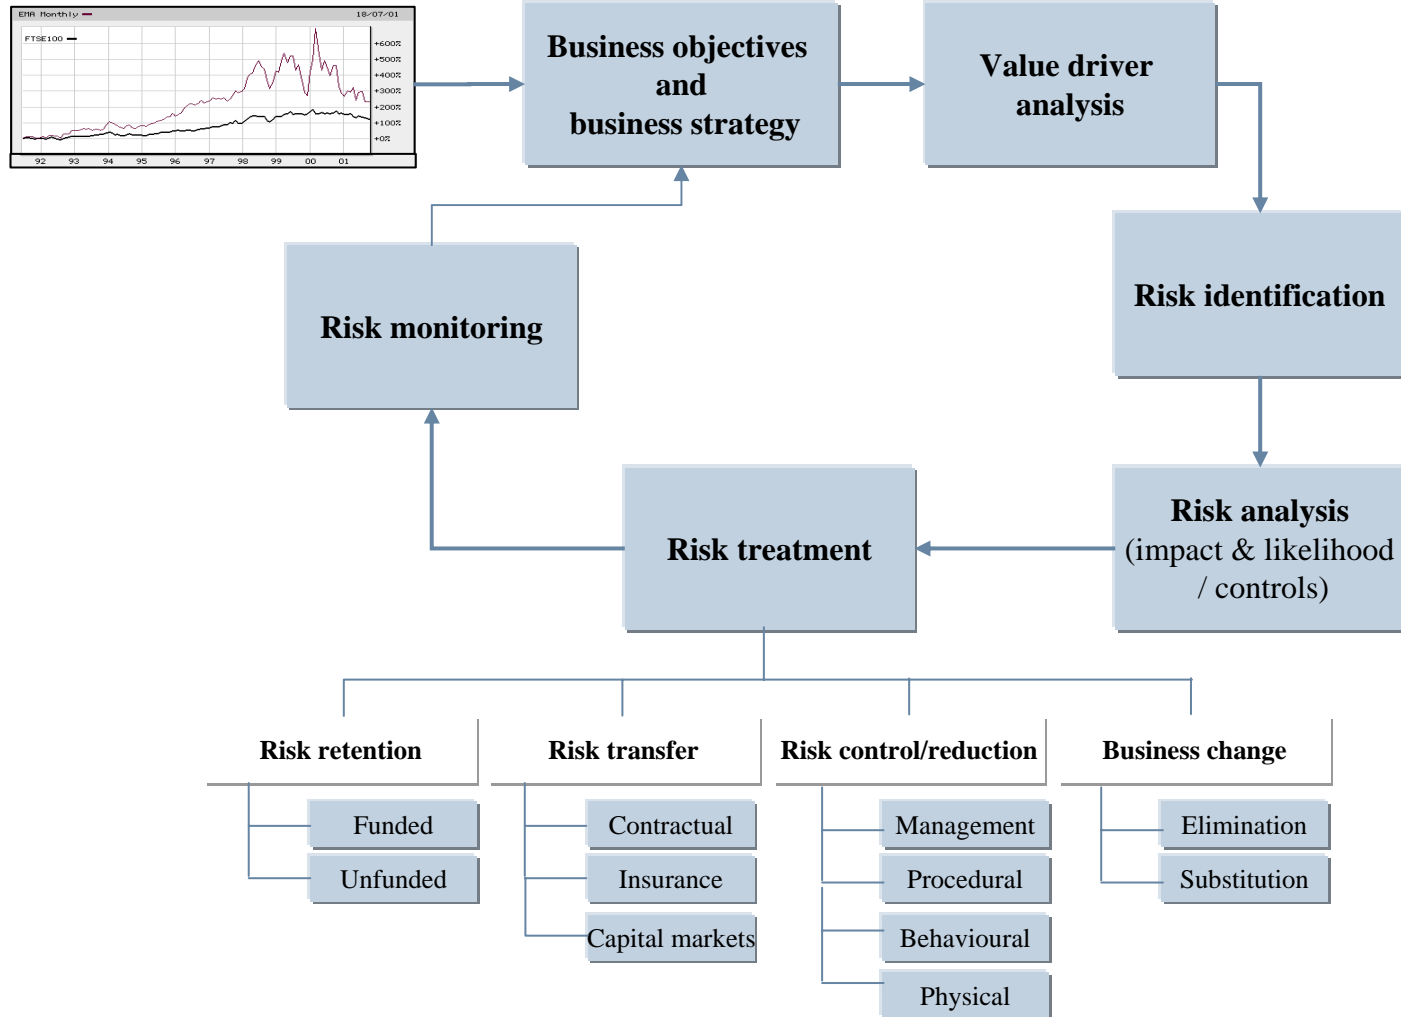 EMA Monthly
18/07/01
FTSE100
+600%
+500%
+400%
+300%
+200%
+100%
+0%
92 93 94 95 96 97 98 99 00 01
Business objectives
and
business strategy
Value driver
analysis
Risk identification
Risk monitoring
Risk analysis
(impact & likelihood
/ controls)
Risk treatment
Risk retention
Risk transfer
Risk control/reduction
Business change
Funded
Unfunded
Contractual
Insurance
Capital markets
Management
Procedural
Behavioural
Physical
Elimination
Substitution